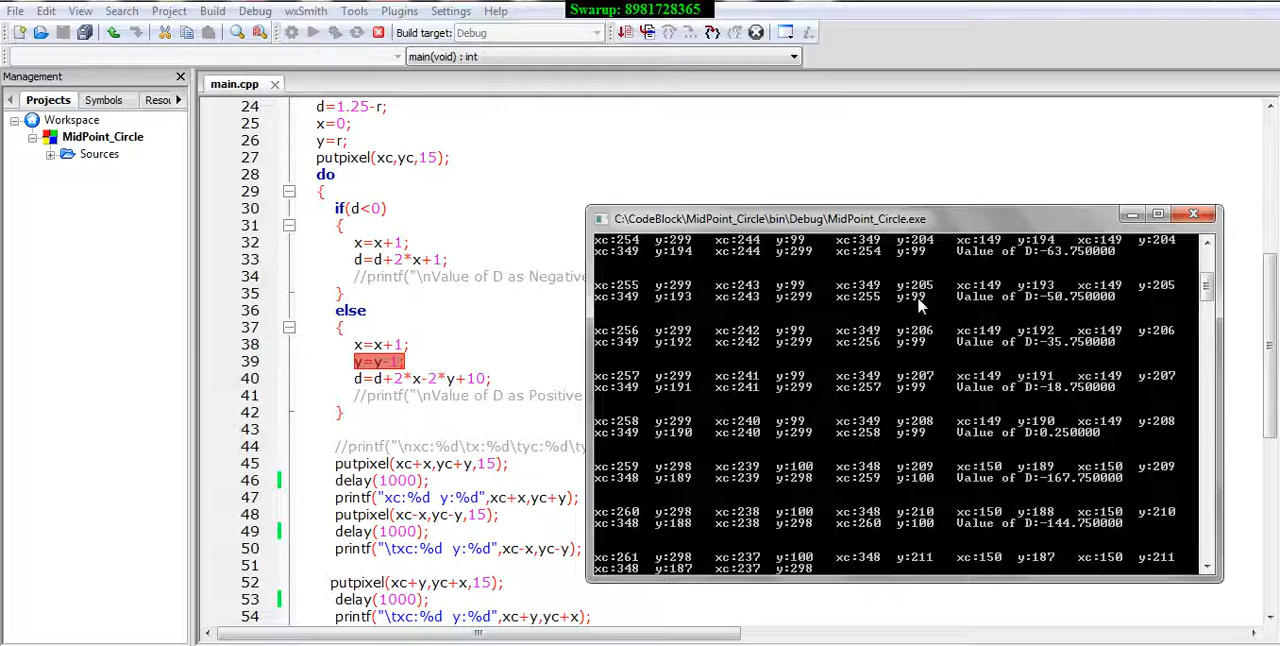 Swarup: 8981728365
File Edit View Search Project Build Debug wxSmith Tools Plugins Settings Help
Build target: Debug
main(void) : int
Management
main.cpp
Projects Symbols Resou
Workspace
MidPoint_Circle
Sources
24 d=1.25-r;
25 x=0;
26 y=r;
27 putpixel(xc,yc,15);
28 do
29 {
30 if(d<0)
31 {
32 x=x+1;
33 d=d+2*x+1;
34 //printf("\nValue of D as Negative
35 }
36 else
37 {
38 x=x+1;
39 y=y-1;
40 d=d+2*x-2*y+10;
41 //printf("\nValue of D as Positive
42 }
43
44 //printf("\nxc:%d\tx:%d\tyc:%d\ty
45 putpixel(xc+x,yc+y,15);
46 delay(1000);
47 printf("xc:%d y:%d",xc+x,yc+y);
48 putpixel(xc-x,yc-y,15);
49 delay(1000);
50 printf("\txc:%d y:%d",xc-x,yc-y);
51
52 putpixel(xc+y,yc+x,15);
53 delay(1000);
54 printf("\txc:%d y:%d",xc+y,yc+x);
C:\CodeBlock\MidPoint_Circle\bin\Debug\MidPoint_Circle.exe
xc:254 y:299 xc:244 y:99 xc:349 y:204 xc:149 y:194 xc:149 y:204
xc:349 y:194 xc:244 y:299 xc:254 y:99 Value of D:-63.750000
xc:255 y:299 xc:243 y:99 xc:349 y:205 xc:149 y:193 xc:149 y:205
xc:349 y:193 xc:243 y:299 xc:255 y:99 Value of D:-50.750000
xc:256 y:299 xc:242 y:99 xc:349 y:206 xc:149 y:192 xc:149 y:206
xc:349 y:192 xc:242 y:299 xc:256 y:99 Value of D:-35.750000
xc:257 y:299 xc:241 y:99 xc:349 y:207 xc:149 y:191 xc:149 y:207
xc:349 y:191 xc:241 y:299 xc:257 y:99 Value of D:-18.750000
xc:258 y:299 xc:240 y:99 xc:349 y:208 xc:149 y:190 xc:149 y:208
xc:349 y:190 xc:240 y:299 xc:258 y:99 Value of D:0.250000
xc:259 y:298 xc:239 y:100 xc:348 y:209 xc:150 y:189 xc:150 y:209
xc:348 y:189 xc:239 y:298 xc:259 y:100 Value of D:-167.750000
xc:260 y:298 xc:238 y:100 xc:348 y:210 xc:150 y:188 xc:150 y:210
xc:348 y:188 xc:238 y:298 xc:260 y:100 Value of D:-144.750000
xc:261 y:298 xc:237 y:100 xc:348 y:211 xc:150 y:187 xc:150 y:211
xc:348 y:187 xc:237 y:298